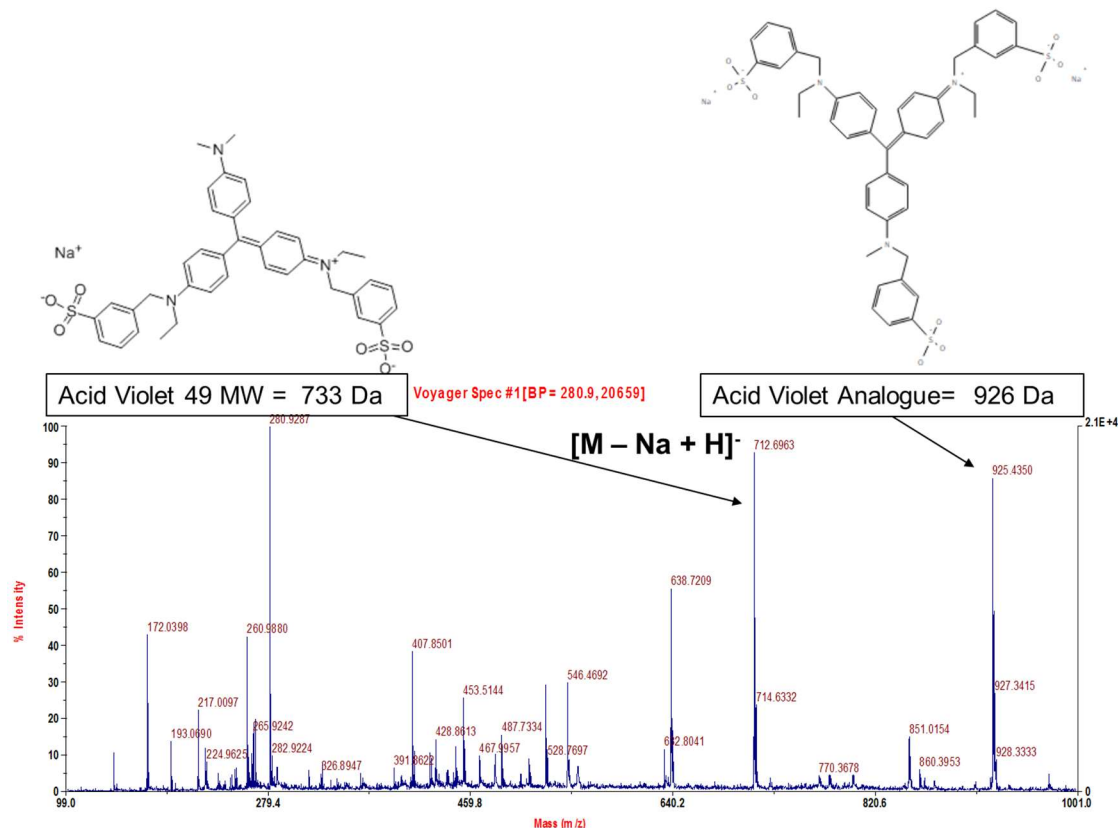 Na⁺
Na⁺
N
N⁺
S
O
O
O⁻
N
N⁺
S
O
O
O⁻
N
Na⁺
S
O
O
⁻O
N
N⁺
S
O
O
O⁻
N
S
O
O
O⁻
Acid Violet 49 MW = 733 Da
Voyager Spec #1[BP = 280.9, 20659]
Acid Violet Analogue= 926 Da
[M – Na + H]⁻
2.1E+4
100
90
80
70
60
50
40
30
20
10
0
% Intensity
172.0398
193.0690
217.0097
224.9625
260.9880
265.9242
280.9287
282.9224
326.8947
391.8622
407.8501
428.8613
453.5144
467.9957
487.7334
528.7697
546.4692
632.8041
638.7209
712.6963
714.6332
770.3678
851.0154
860.3953
925.4350
927.3415
928.3333
0
99.0
279.4
459.8
640.2
820.6
1001.0
Mass (m/z)